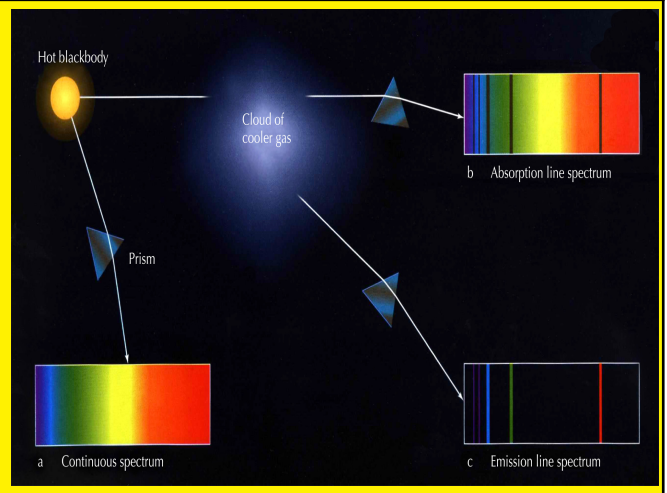 Hot blackbody
Cloud of
cooler gas
b Absorption line spectrum
Prism
a Continuous spectrum
c Emission line spectrum